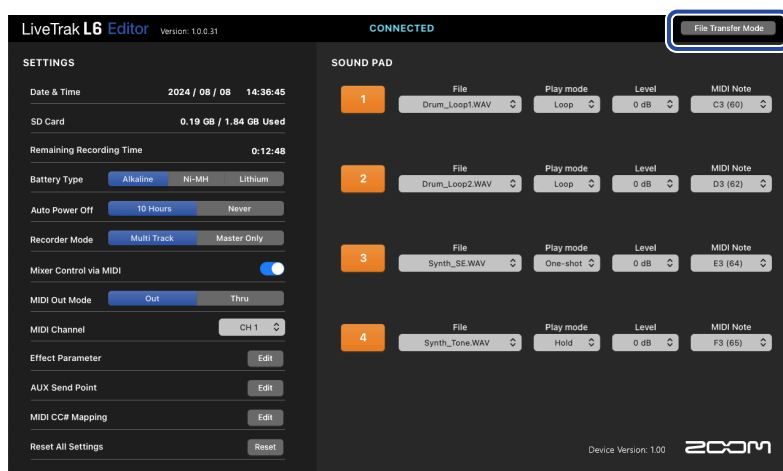 LiveTrak L6 Editor Version: 1.0.0.31 CONNECTED File Transfer Mode
SETTINGS
Date & Time 2024 / 08 / 08 14:36:45
SD Card 0.19 GB / 1.84 GB Used
Remaining Recording Time 0:12:48
Battery Type Alkaline Ni-MH Lithium
Auto Power Off 10 Hours Never
Recorder Mode Multi Track Master Only
Mixer Control via MIDI
MIDI Out Mode Out Thru
MIDI Channel CH 1
Effect Parameter Edit
AUX Send Point Edit
MIDI CC# Mapping Edit
Reset All Settings Reset
SOUND PAD
File Play mode Level MIDI Note
1 Drum_Loop1.WAV Loop 0 dB C3 (60)
File Play mode Level MIDI Note
2 Drum_Loop2.WAV Loop 0 dB D3 (62)
File Play mode Level MIDI Note
3 Synth_SE.WAV One-shot 0 dB E3 (64)
File Play mode Level MIDI Note
4 Synth_Tone.WAV Hold 0 dB F3 (65)
Device Version: 1.00 ZOOM